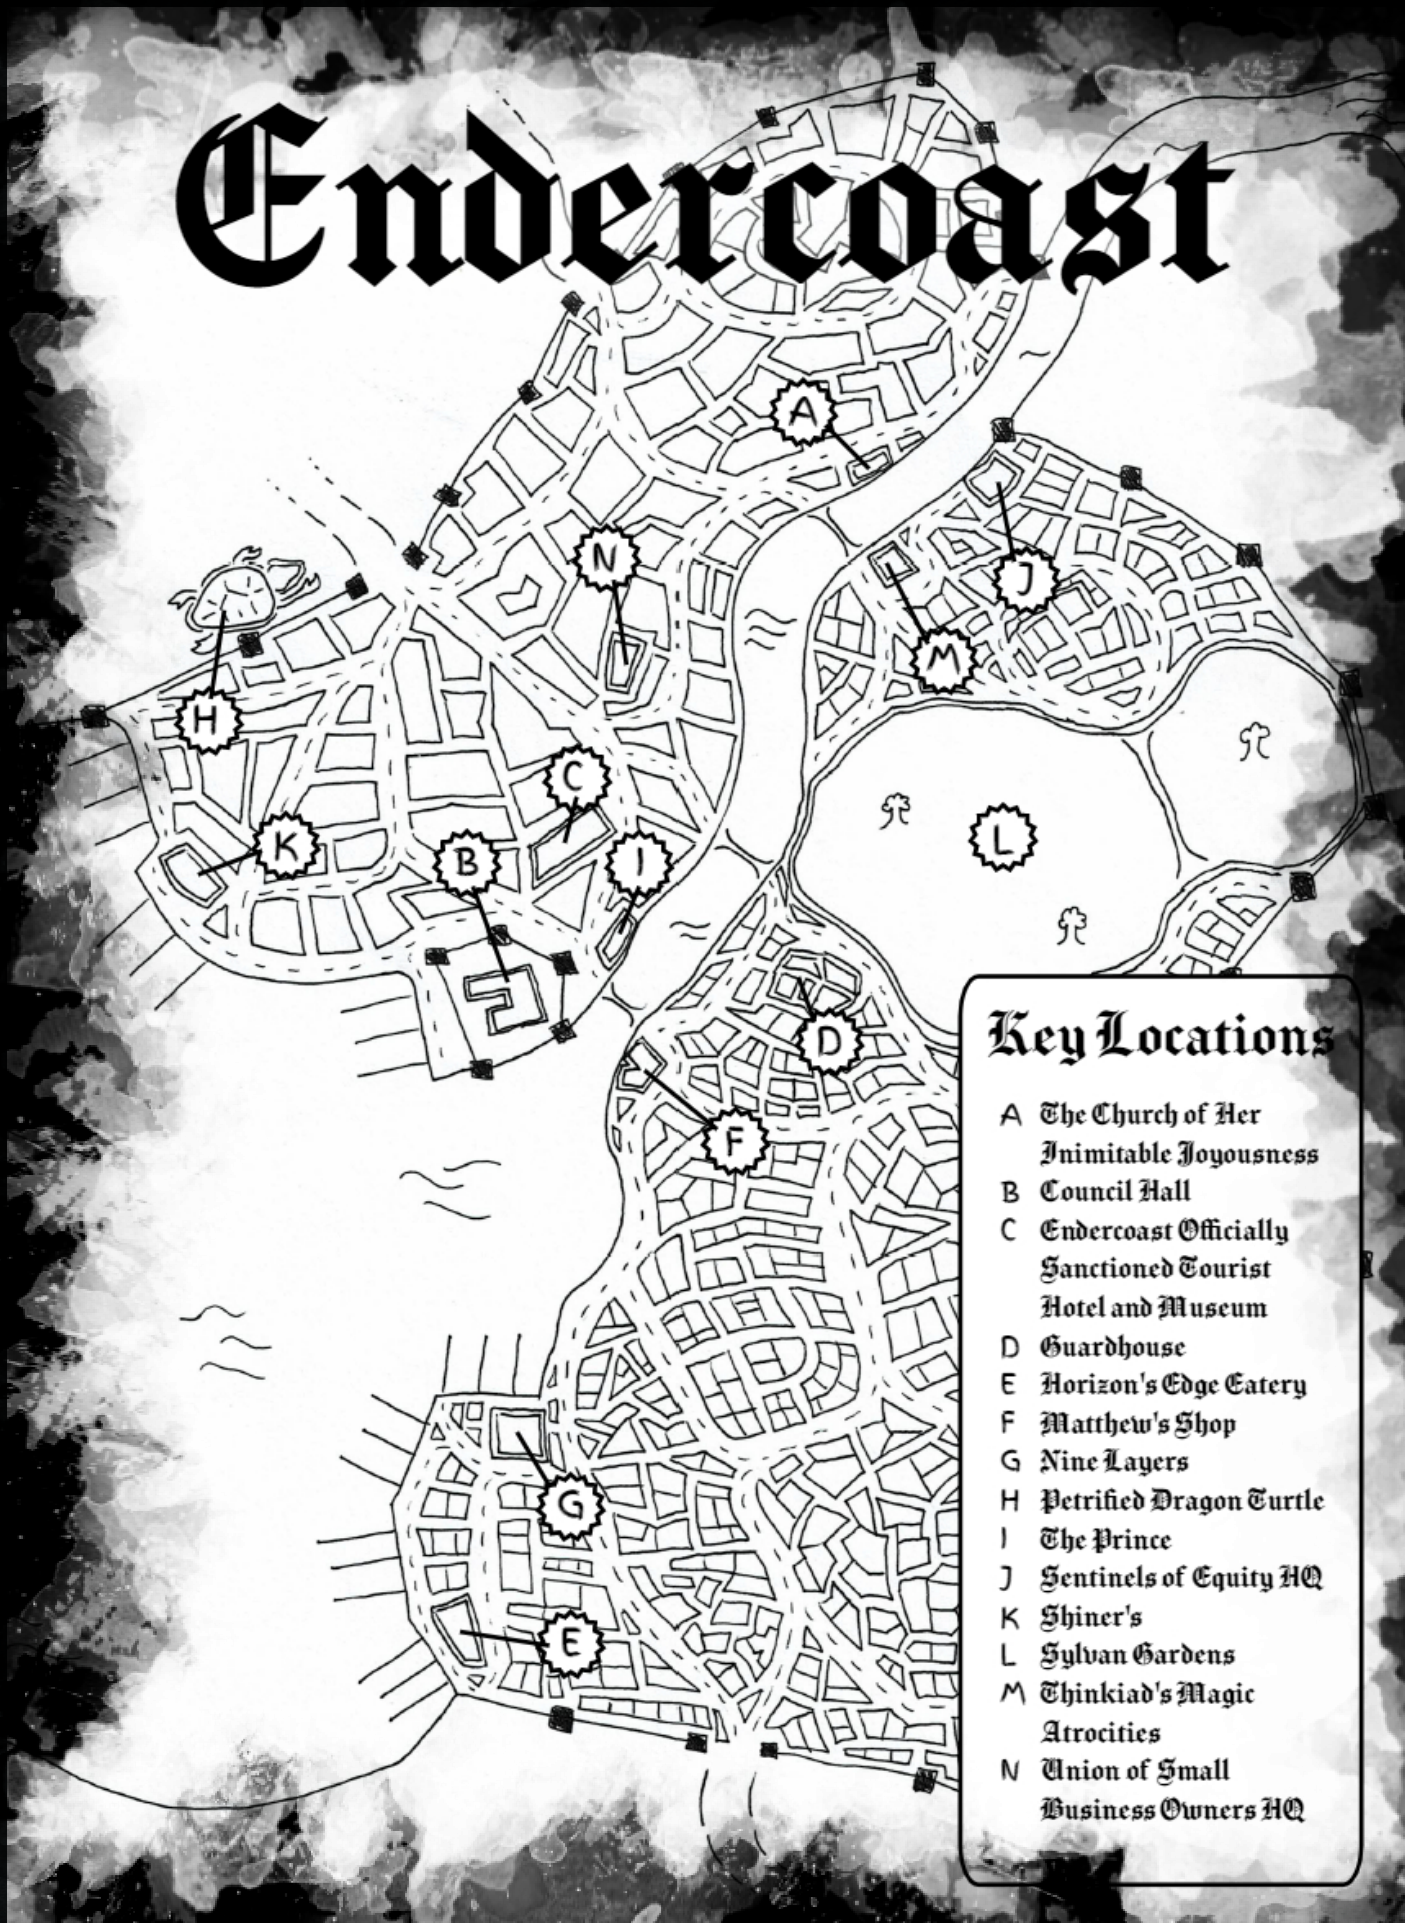 Endercoast
A
N
J
M
H
C
L
K
B
I
D
F
G
E
Key Locations
A The Church of Her
Inimitable Joyousness
B Council Hall
C Endercoast Officially
Sanctioned Tourist
Hotel and Museum
D Guardhouse
E Horizon's Edge Eatery
F Matthew's Shop
G Nine Layers
H Petrified Dragon Turtle
I The Prince
J Sentinels of Equity HQ
K Shiner's
L Sylvan Gardens
M Thinkiad's Magic
Atrocities
N Union of Small
Business Owners HQ